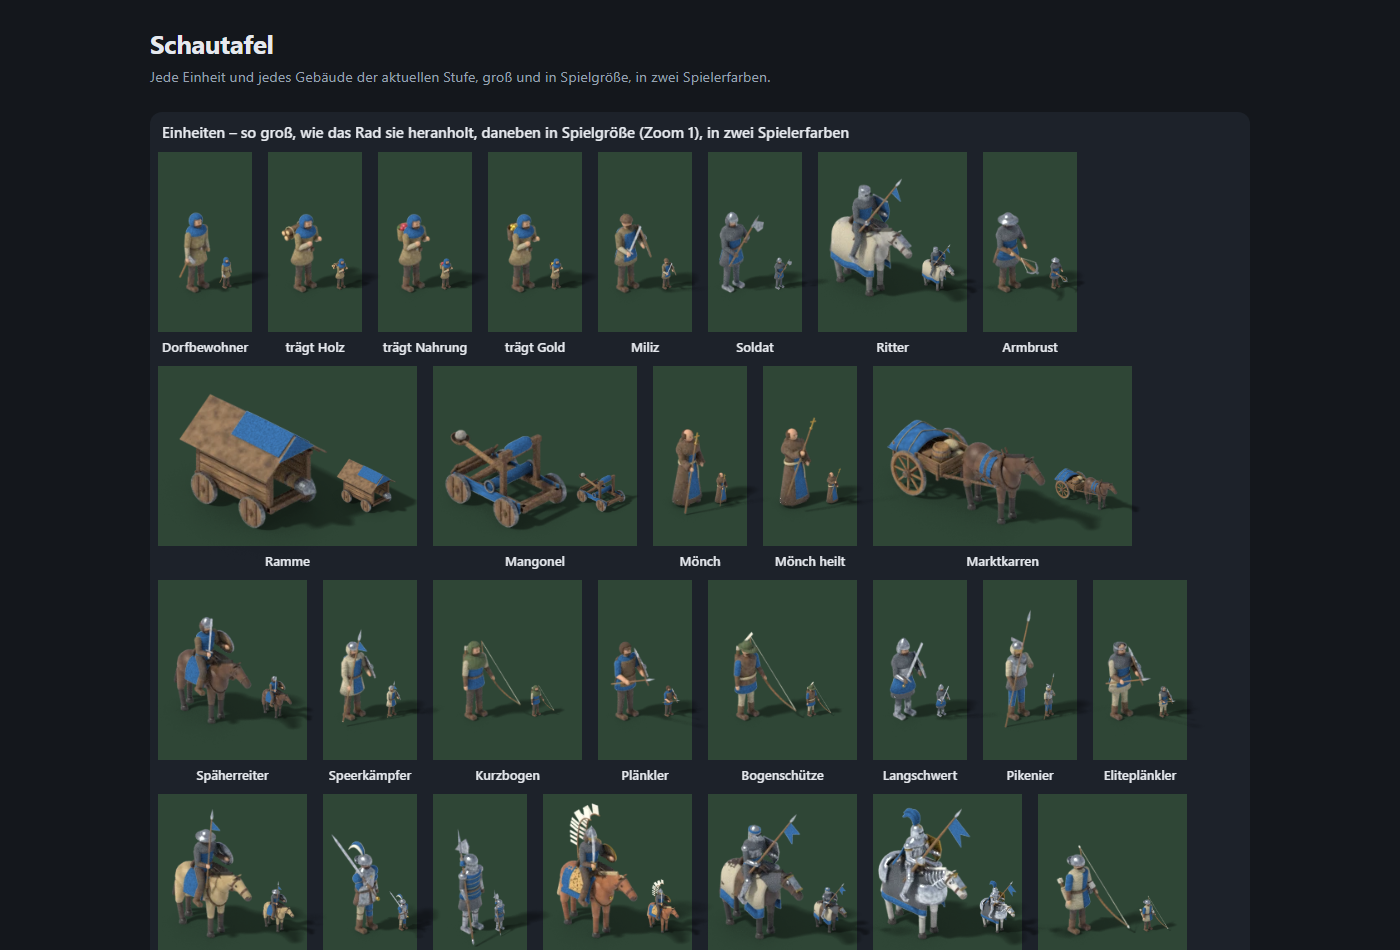 Schautafel
Jede Einheit und jedes Gebäude der aktuellen Stufe, groß und in Spielgröße, in zwei Spielerfarben.
Einheiten – so groß, wie das Rad sie heranholt, daneben in Spielgröße (Zoom 1), in zwei Spielerfarben
Dorfbewohner
trägt Holz
trägt Nahrung
trägt Gold
Miliz
Soldat
Ritter
Armbrust
Ramme
Mangonel
Mönch
Mönch heilt
Marktkarren
Späherreiter
Speerkämpfer
Kurzbogen
Plänkler
Bogenschütze
Langschwert
Pikenier
Eliteplänkler